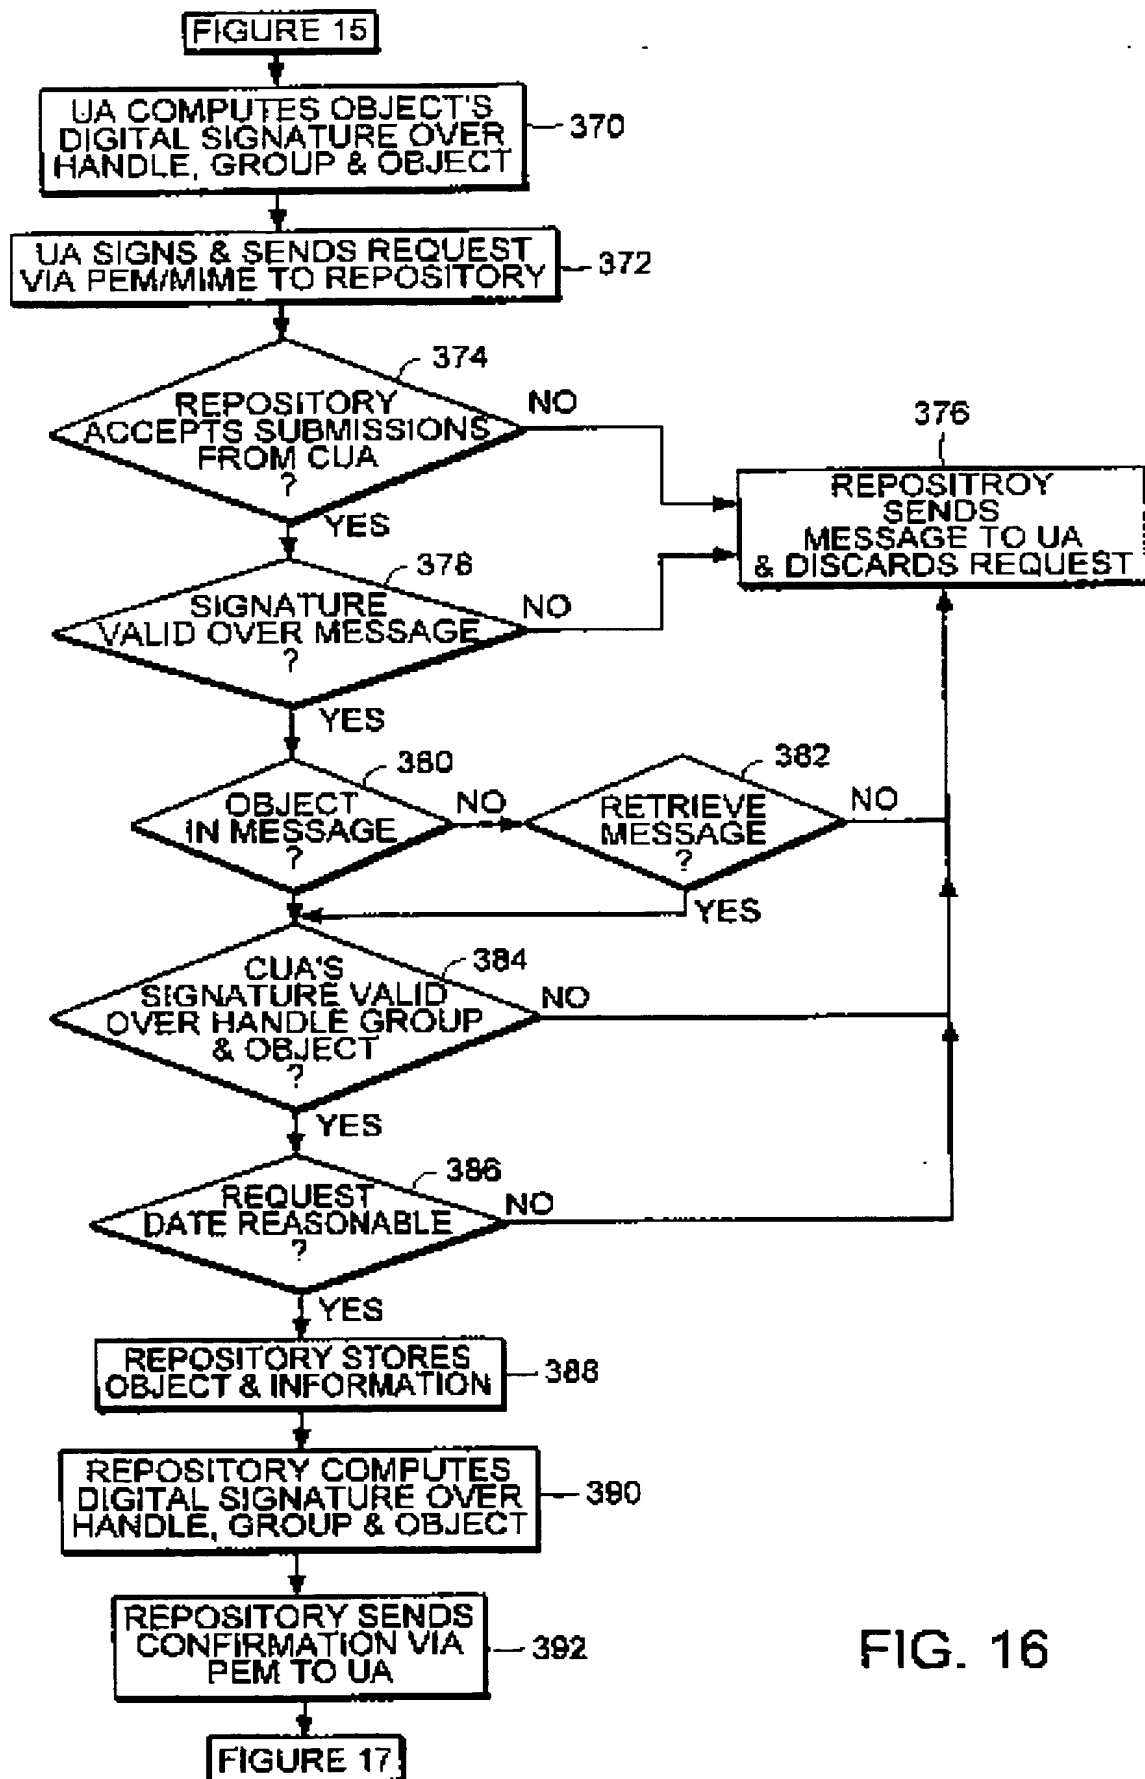 FIGURE 15
UA COMPUTES OBJECT'S
DIGITAL SIGNATURE OVER
HANDLE, GROUP & OBJECT
370
UA SIGNS & SENDS REQUEST
VIA PEM/MIME TO REPOSITORY
372
374
REPOSITORY
ACCEPTS SUBMISSIONS
FROM CUA
?
NO
YES
376
REPOSITROY
SENDS
MESSAGE TO UA
& DISCARDS REQUEST
378
SIGNATURE
VALID OVER MESSAGE
?
NO
YES
380
OBJECT
IN MESSAGE
?
NO
382
RETRIEVE
MESSAGE
?
NO
YES
384
CUA'S
SIGNATURE VALID
OVER HANDLE GROUP
& OBJECT
?
NO
YES
386
REQUEST
DATE REASONABLE
?
NO
YES
REPOSITORY STORES
OBJECT & INFORMATION
388
REPOSITORY COMPUTES
DIGITAL SIGNATURE OVER
HANDLE, GROUP & OBJECT
390
REPOSITORY SENDS
CONFIRMATION VIA
PEM TO UA
392
FIGURE 17
FIG. 16